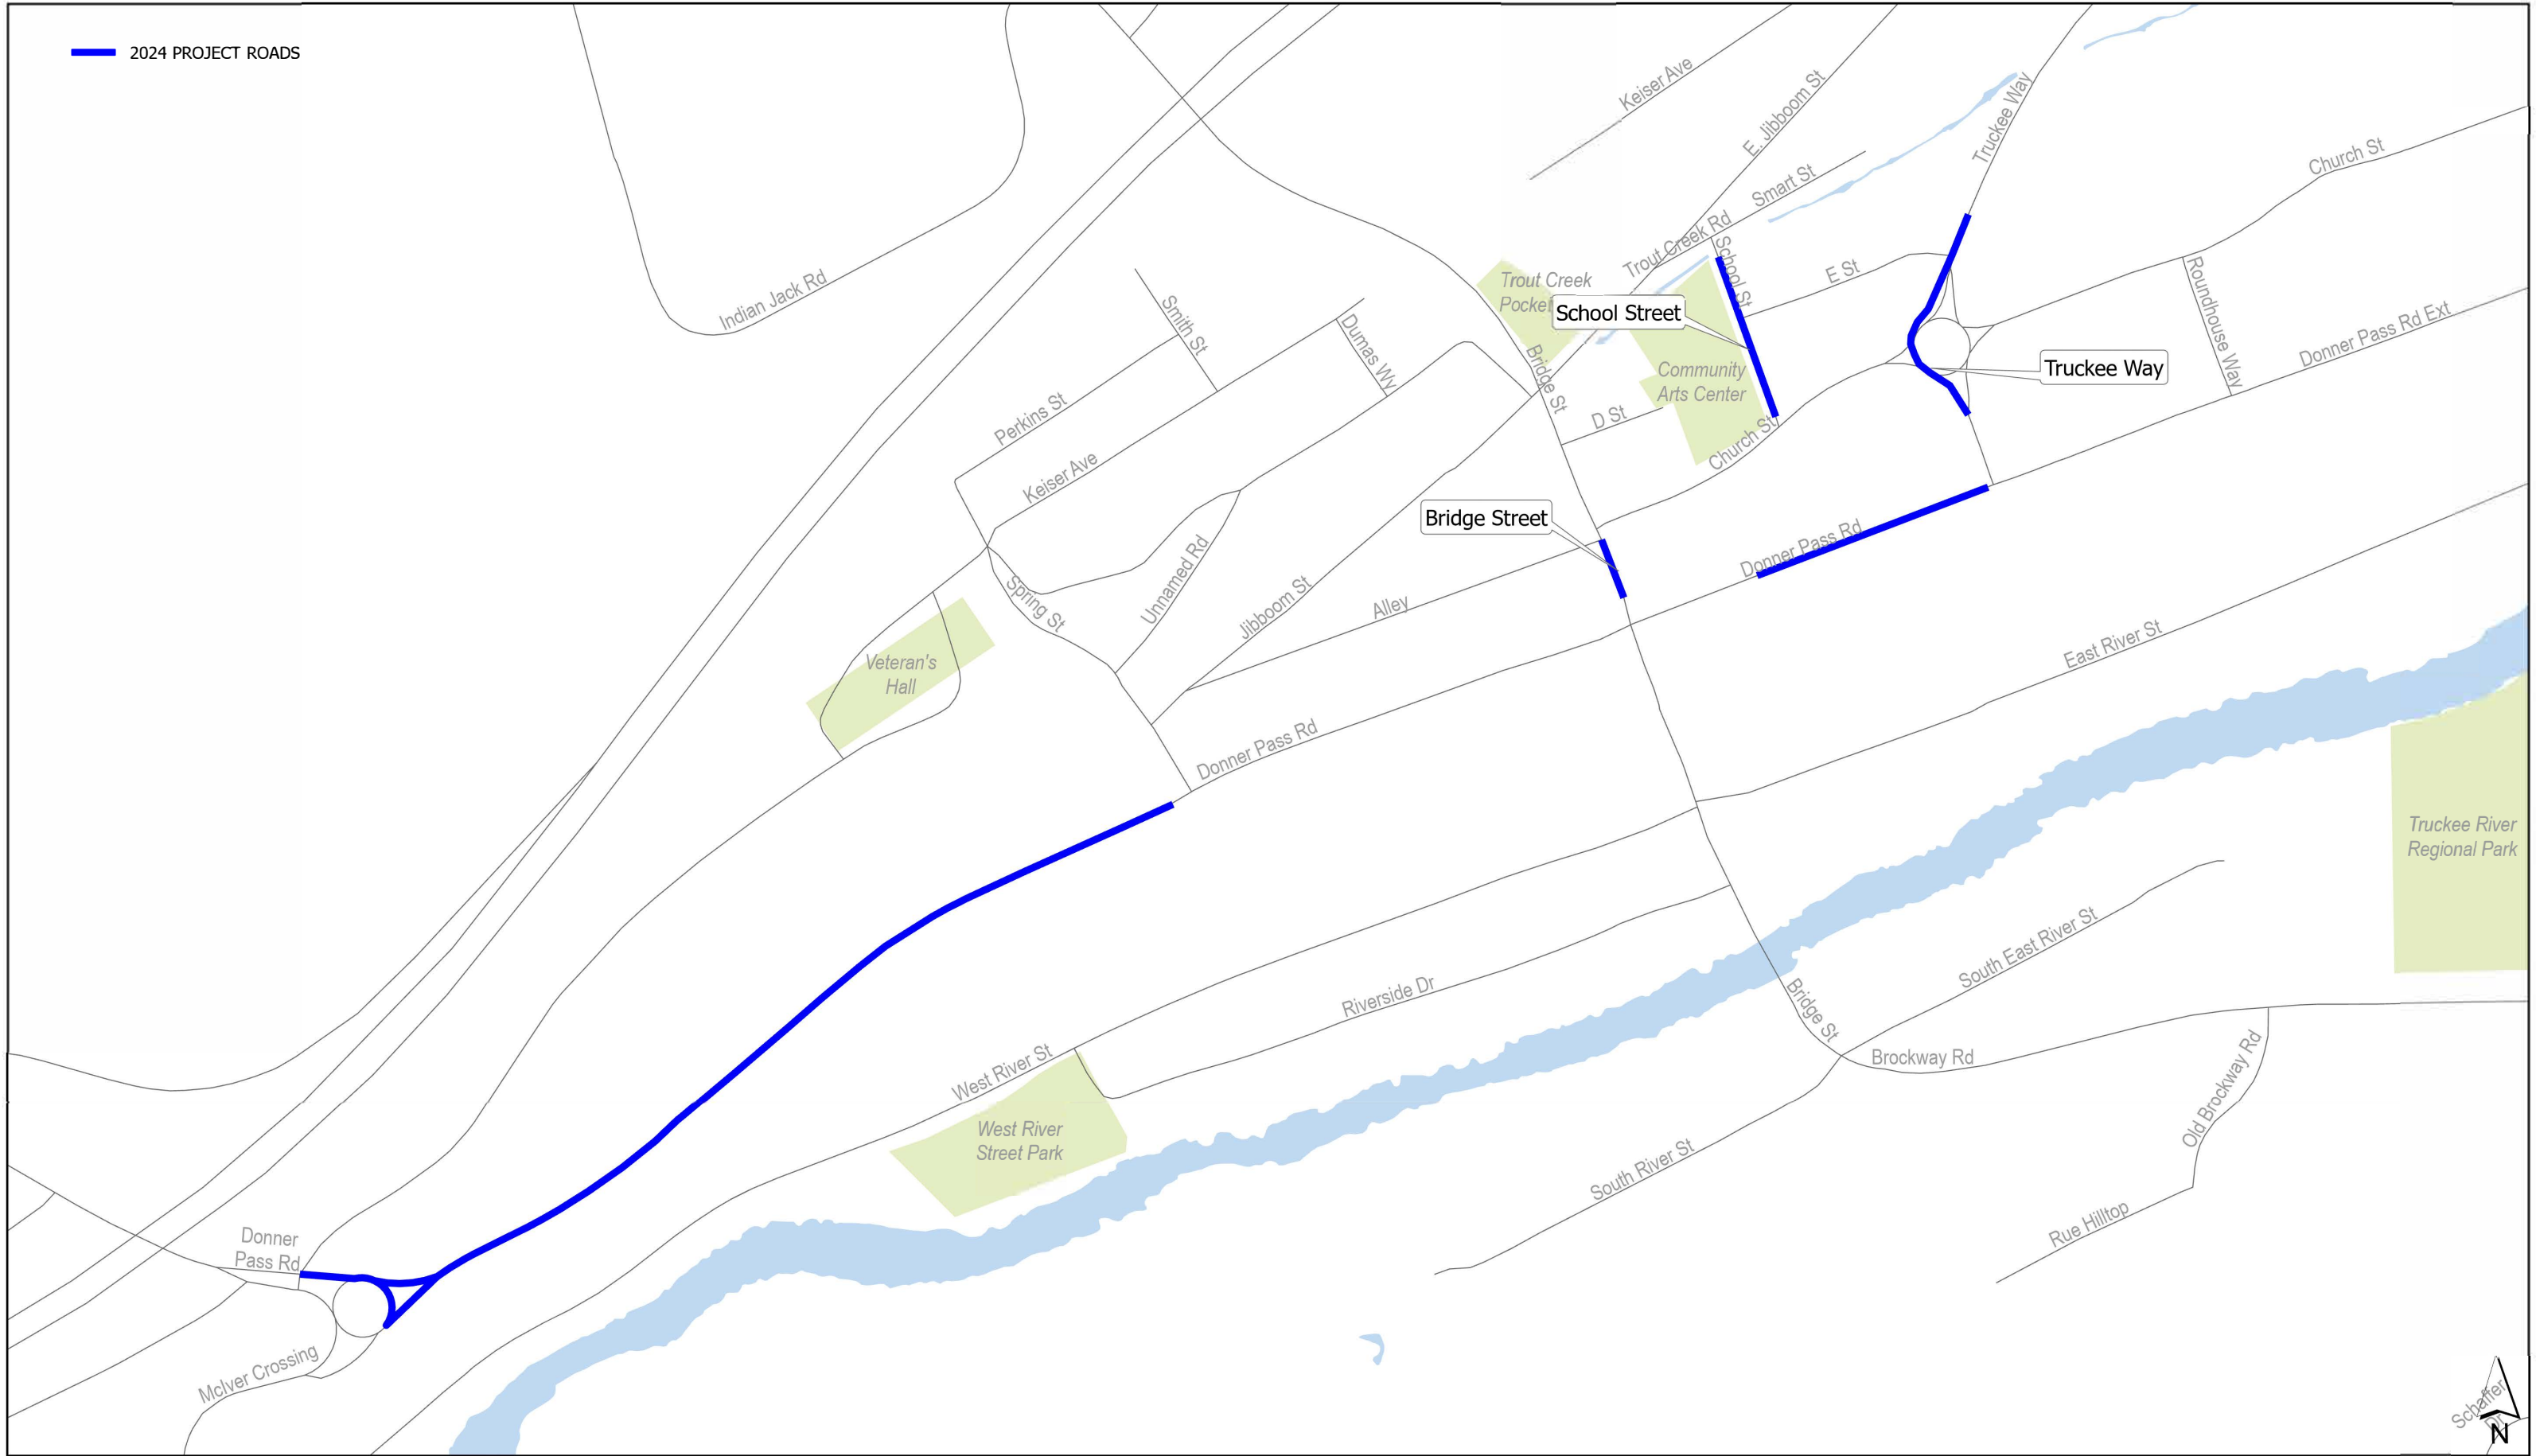 2024 PROJECT ROADS
Keiser Ave
E. Jibboom St
Truckee Way
Church St
Smart St
Trout Creek Rd
School St
E St
Roundhouse Way
Donner Pass Rd Ext
Indian Jack Rd
Trout Creek
Pocket
School Street
Smith St
Dumas Wy
Bridge St
Community
Arts Center
Truckee Way
D St
Church St
Perkins St
Keiser Ave
Bridge Street
Donner Pass Rd
Spring St
Unnamed Rd
Jibboom St
Alley
East River St
Veteran's
Hall
Donner Pass Rd
Truckee River
Regional Park
South East River St
Riverside Dr
Bridge St
West River St
Brockway Rd
Old Brockway Rd
West River
Street Park
South River St
Rue Hilltop
Donner
Pass Rd
McIver Crossing
Schaffer
Dr
N